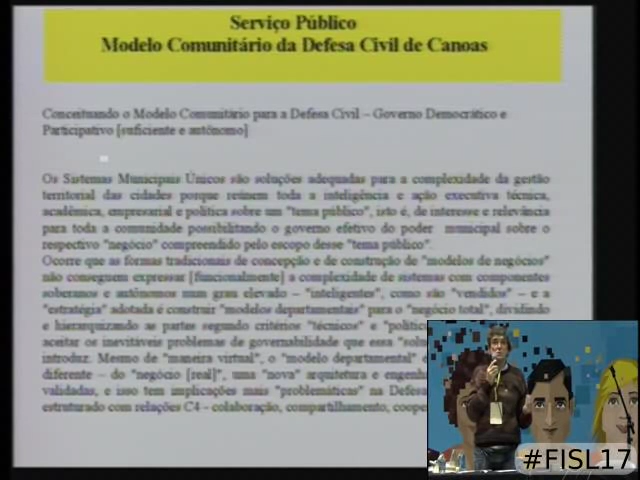 Serviço Público
Modelo Comunitário da Defesa Civil de Canoas
Conceituando o Modelo Comunitário para a Defesa Civil – Governo Democrático e
Participativo [suficiente e autônomo]
Os Sistemas Municipais Únicos são soluções adequadas para a complexidade da gestão
territorial das cidades porque reúnem toda a inteligência e ação executiva técnica,
acadêmica, empresarial e política sobre um "tema público", isto é, de interesse e relevância
para toda a comunidade possibilitando o governo efetivo do poder municipal sobre o
respectivo "negócio" compreendido pelo escopo desse "tema público".
Ocorre que as formas tradicionais de concepção e de construção de "modelos de negócios"
não conseguem expressar [funcionalmente] a complexidade de sistemas com componentes
soberanos e autônomos num grau elevado – "inteligentes", como são "vendidos" – e a
"estratégia" adotada é construir "modelos departamentais" para o "negócio total", dividindo
e hierarquizando as partes segundo critérios "técnicos" e
aceitar os inevitáveis problemas de governabilidade que essa
introduz. Mesmo de "maneira virtual", o "modelo departamental"
diferente – do "negócio [real]", uma "nova" arquitetura e
validadas, e isso tem implicações mais "problemáticas" na
estruturado com relações C4 - colaboração, compartilhamento,
#FISL17